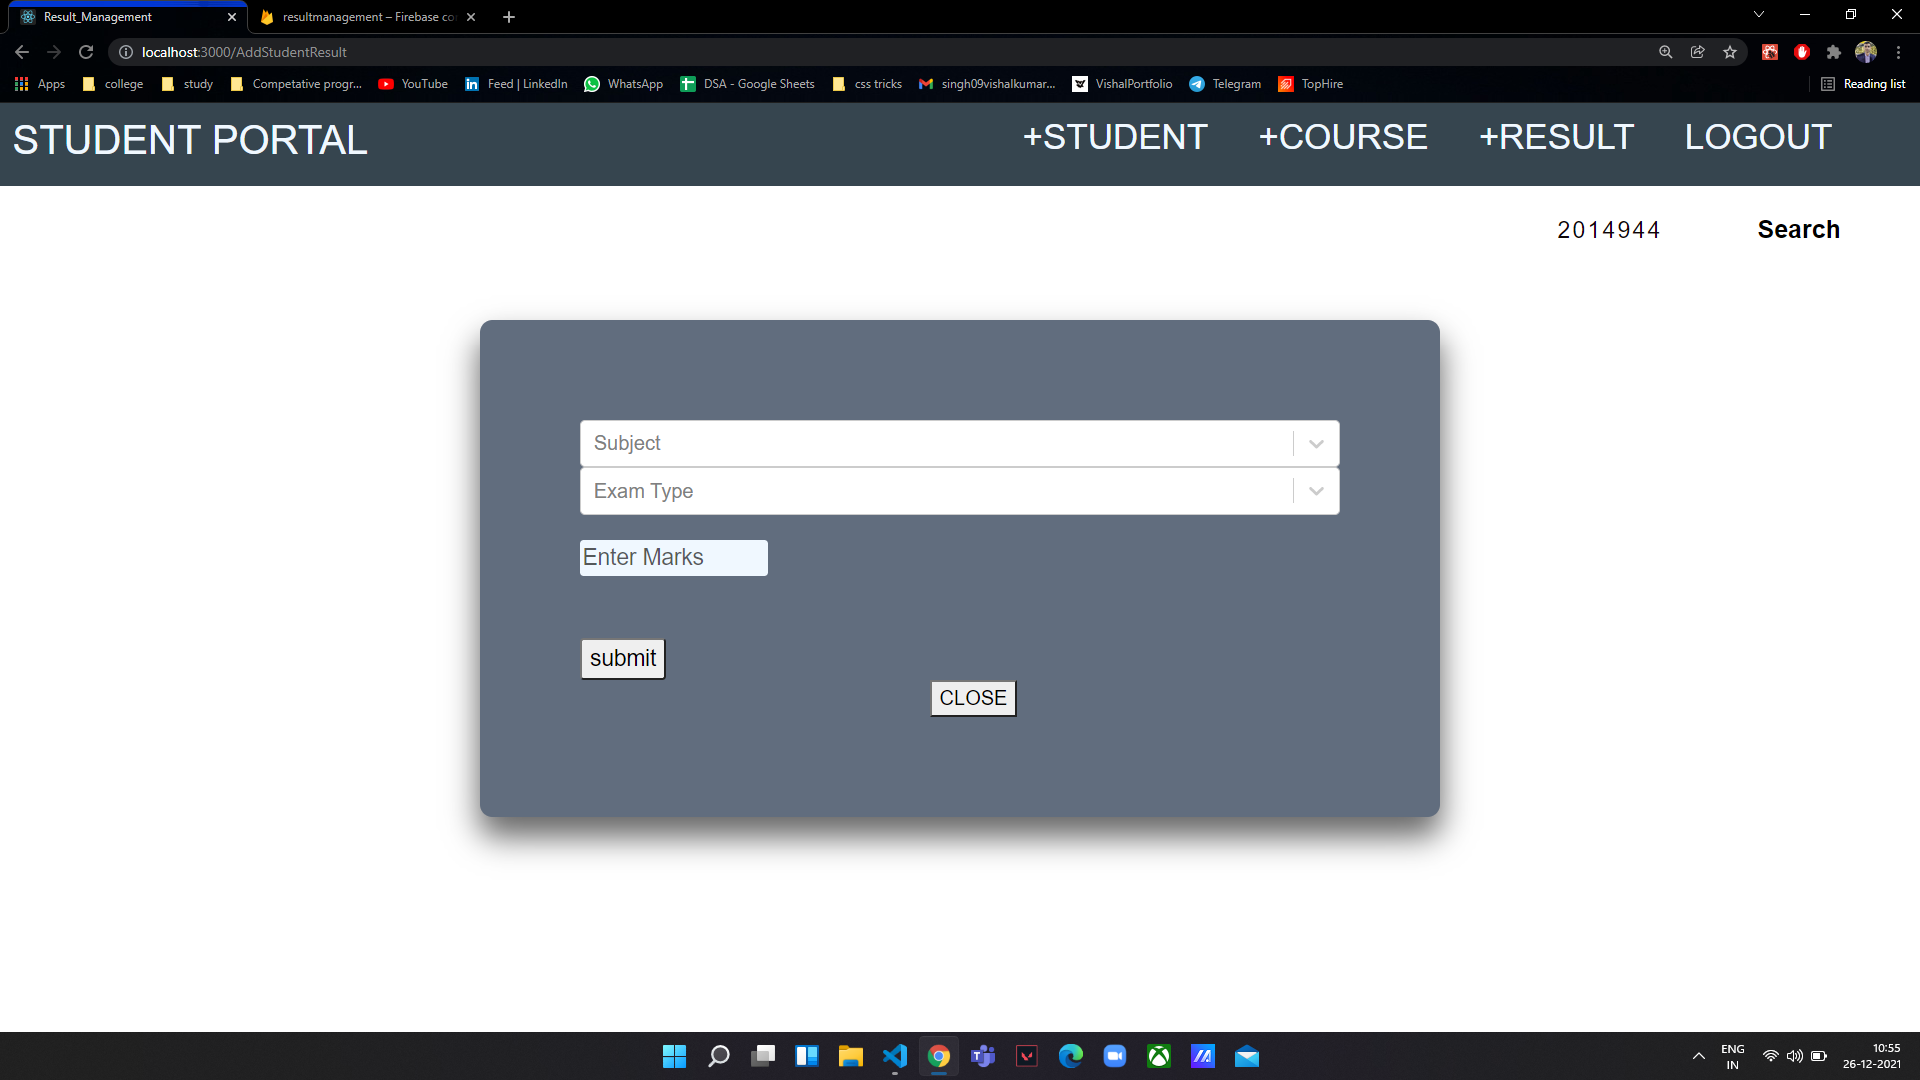 Result_Management
resultmanagement – Firebase co
localhost:3000/AddStudentResult
Apps college study Competative progr... YouTube Feed | LinkedIn WhatsApp DSA - Google Sheets css tricks singh09vishalkumar... VishalPortfolio Telegram TopHire Reading list
STUDENT PORTAL +STUDENT +COURSE +RESULT LOGOUT
2014944 Search
Subject
Exam Type
Enter Marks
submit
CLOSE
ENG
IN
10:55
26-12-2021